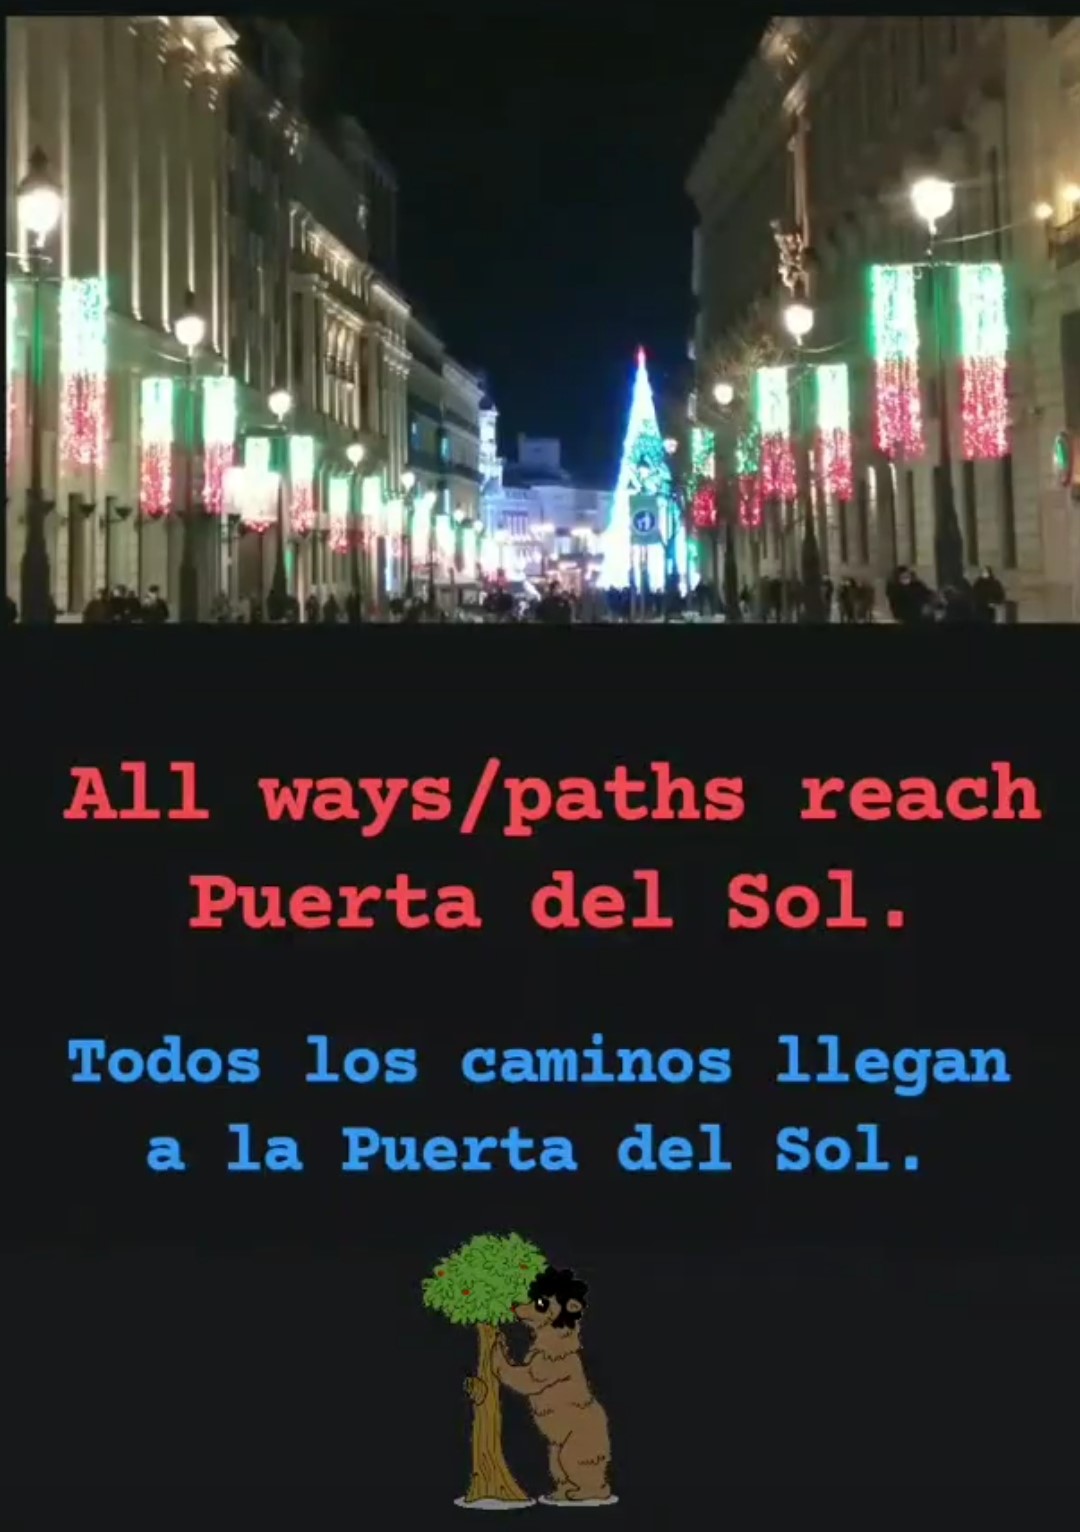 All ways/paths reach
Puerta del Sol.
Todos los caminos llegan
a la Puerta del Sol.